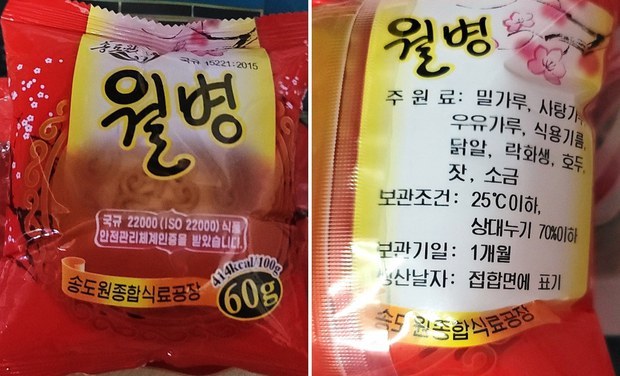 송도원
국규 15221:2015
월병
국규 22000 (ISO 22000) 식품
안전관리체계인증을 받았습니다.
414kcal/100g
60g
송도원종합식료공장
월병
주 원 료: 밀가루, 사탕가
우유가루, 식용기름,
닭알, 락화생, 호두,
잣, 소금
보관조건: 25℃이하,
상대누기 70%이하
보관기일: 1개월
생산날자: 접합면에 표기
송도원종합식료공장